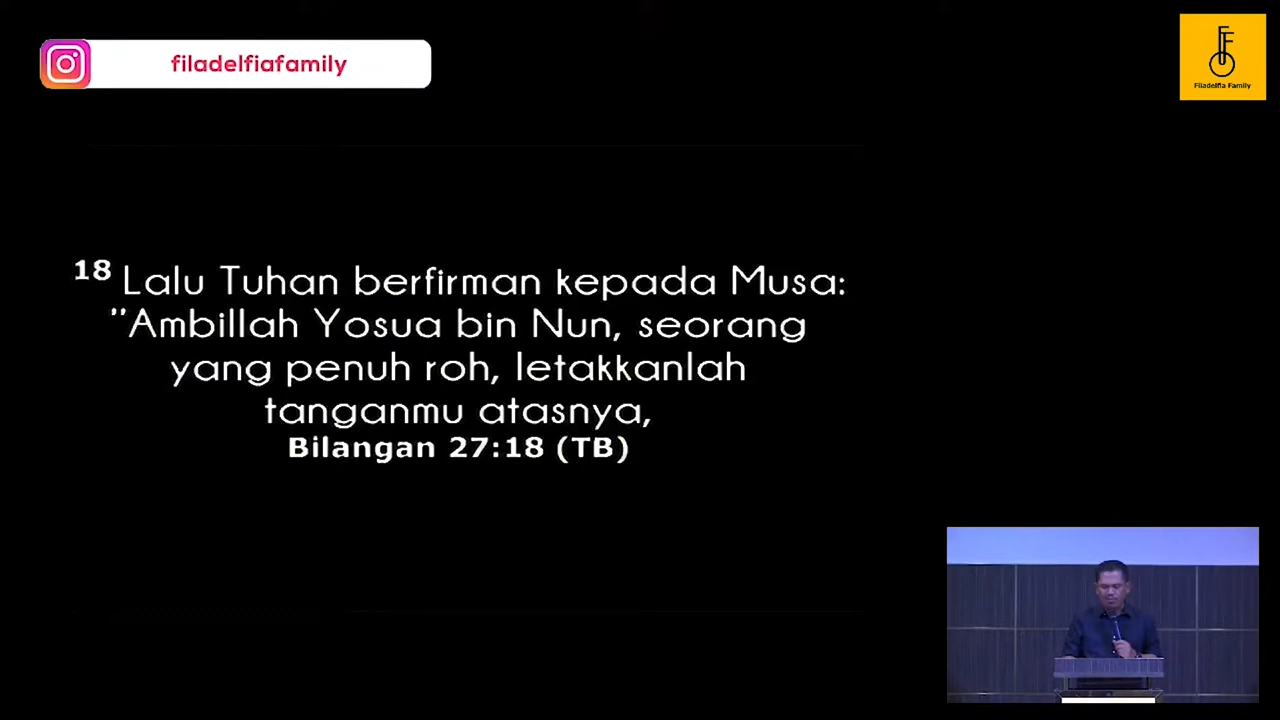 filadelfiafamily
Filadelfia Family
18 Lalu Tuhan berfirman kepada Musa:
"Ambillah Yosua bin Nun, seorang
yang penuh roh, letakkanlah
tanganmu atasnya,
Bilangan 27:18 (TB)